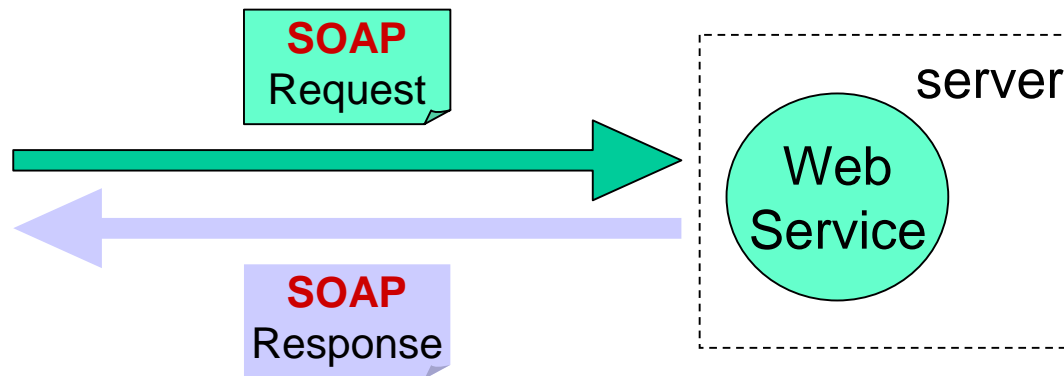 SOAP
Request
server
Web
Service
SOAP
Response